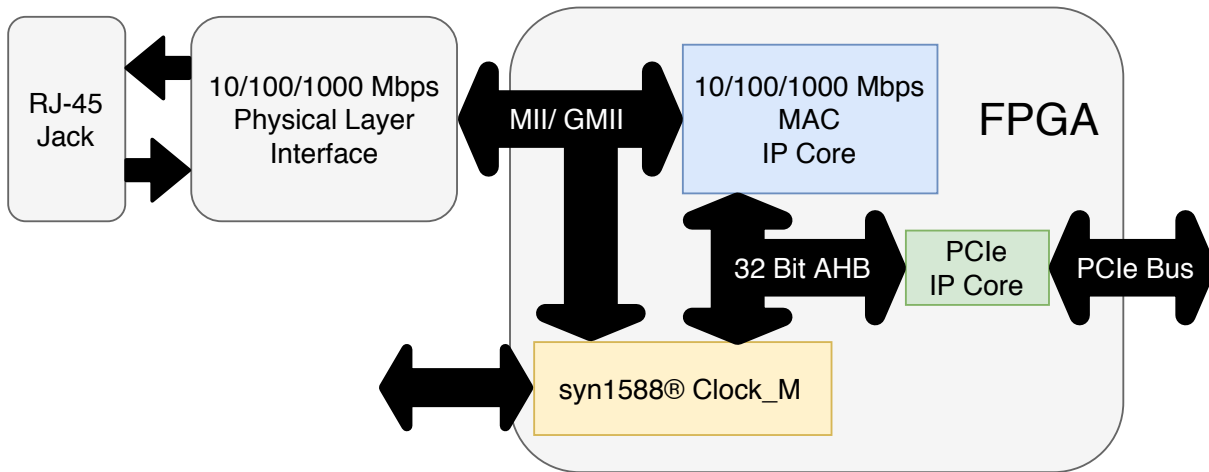 RJ-45
Jack
10/100/1000 Mbps
Physical Layer
Interface
MII/ GMII
10/100/1000 Mbps
MAC
IP Core
FPGA
32 Bit AHB
PCIe
IP Core
PCIe Bus
syn1588® Clock_M